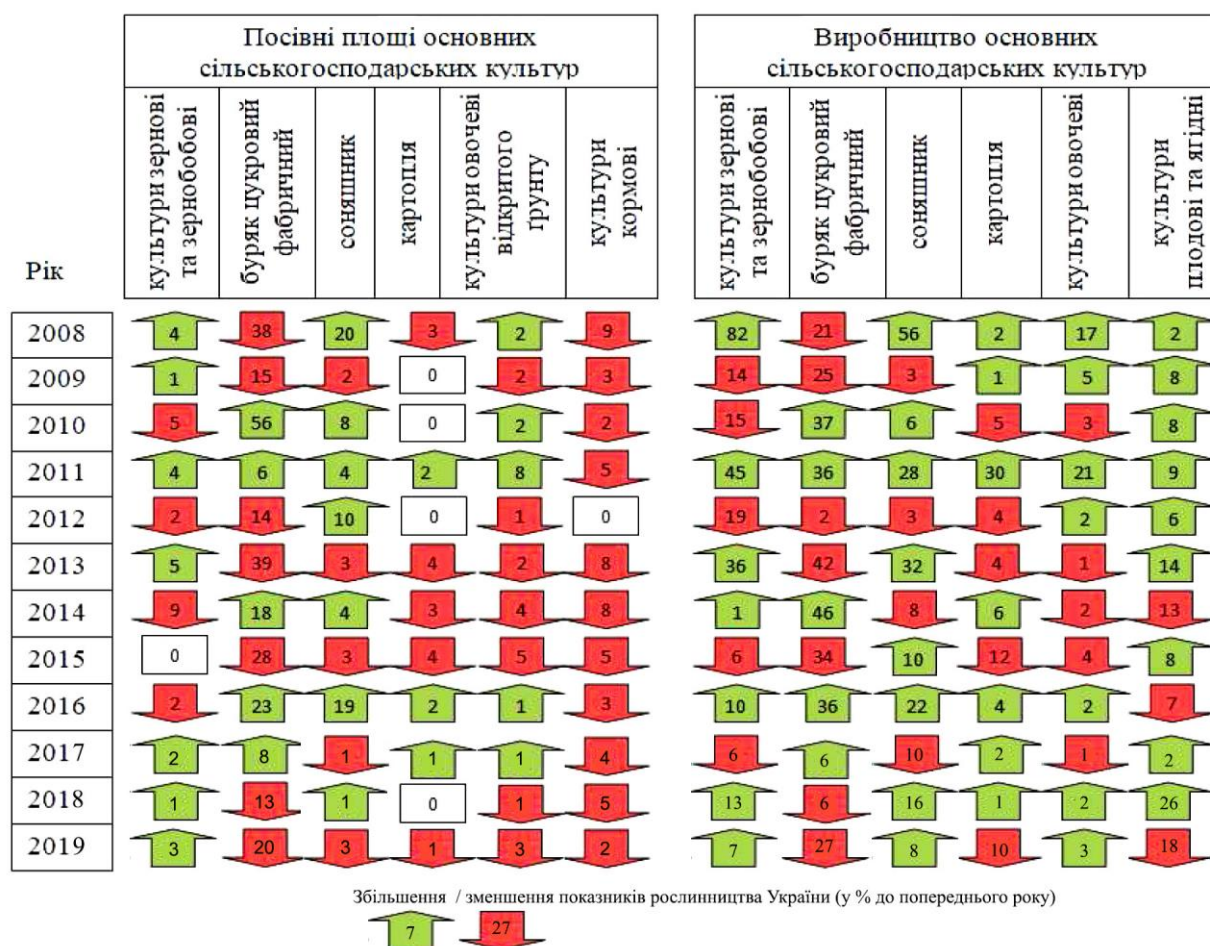 Посівні площі основних
сільськогосподарських культур
Виробництво основних
сільськогосподарських культур
Рік
культури зернові
та зернобобові
буряк цукровий
фабричний
соняшник
картопля
культури овочеві
відкритого
ґрунту
культури
кормові
культури зернові
та зернобобові
буряк цукровий
фабричний
соняшник
картопля
культури овочеві
культури
плодові та ягідні
2008 4 38 20 3 2 9 82 21 56 2 17 2
2009 1 15 2 0 2 3 14 25 3 1 5 8
2010 5 56 8 0 2 2 15 37 6 5 3 8
2011 4 6 4 2 8 5 45 36 28 30 21 9
2012 2 14 10 0 1 0 19 2 3 4 2 6
2013 5 39 3 4 2 8 36 42 32 4 1 14
2014 9 18 4 3 4 8 1 46 8 6 2 13
2015 0 28 3 4 5 5 6 34 10 12 4 8
2016 2 23 19 2 1 3 10 36 22 4 2 7
2017 2 8 1 1 1 4 6 6 10 2 1 2
2018 1 13 1 0 1 5 13 6 16 1 2 26
2019 3 20 3 1 3 2 7 27 8 10 3 18
Збільшення / зменшення показників рослинництва України (у % до попереднього року)
7 27